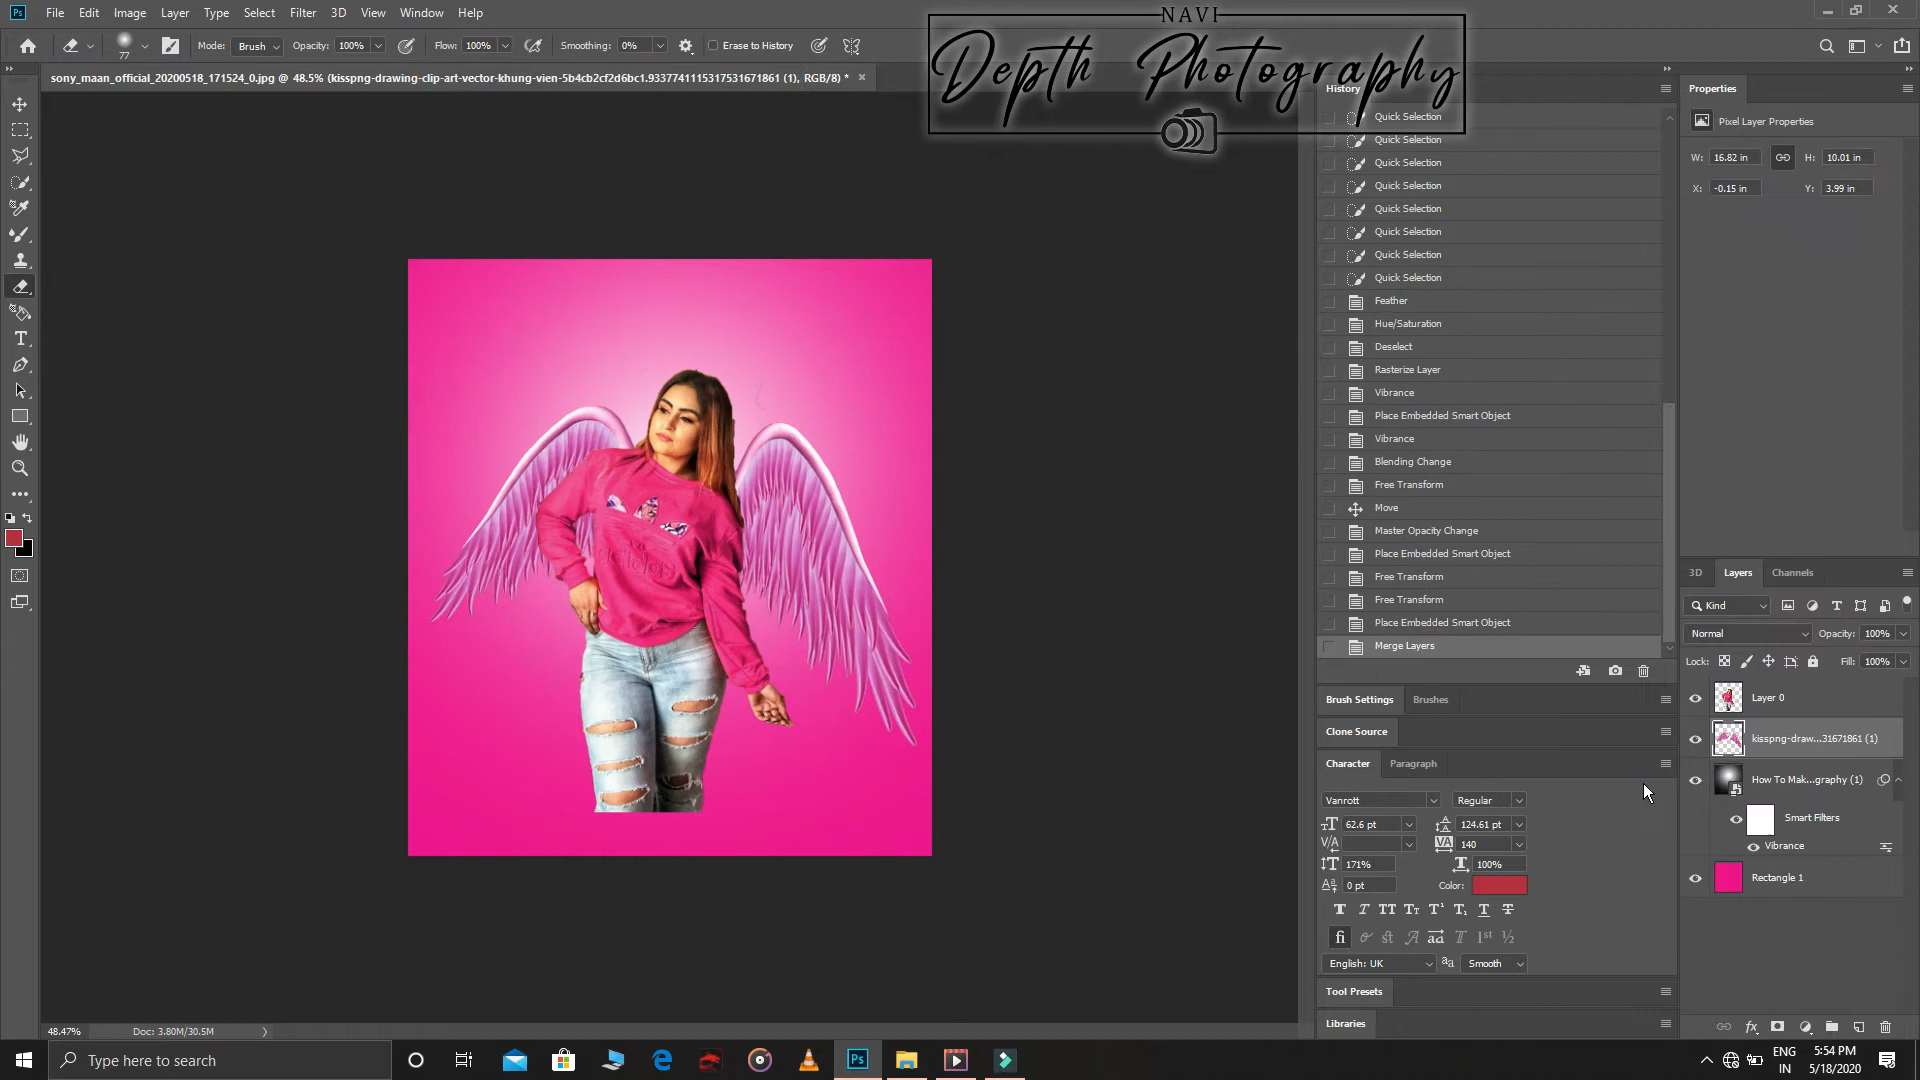 File Edit Image Layer Type Select Filter 3D View Window Help
NAVI
Depth Photography
77 Mode: Brush Opacity: 100% Flow: 100% Smoothing: 0% Erase to History
sony_maan_official_20200518_171524_0.jpg @ 48.5% (kisspng-drawing-clip-art-vector-khung-vien-5b4cb2cf2d6bc1.9337741115317531671861 (1), RGB/8) *
History
Quick Selection
Quick Selection
Quick Selection
Quick Selection
Quick Selection
Quick Selection
Quick Selection
Quick Selection
Feather
Hue/Saturation
Deselect
Rasterize Layer
Vibrance
Place Embedded Smart Object
Vibrance
Blending Change
Free Transform
Move
Master Opacity Change
Place Embedded Smart Object
Free Transform
Free Transform
Place Embedded Smart Object
Merge Layers
Brush Settings Brushes
Clone Source
Character Paragraph
Vanrott Regular
62.6 pt 124.61 pt
140
171% 100%
0 pt Color:
English: UK Smooth
Tool Presets
Libraries
Properties
Pixel Layer Properties
W: 16.82 in H: 10.01 in
X: -0.15 in Y: 3.99 in
3D Layers Channels
Kind
Normal Opacity: 100%
Lock: Fill: 100%
Layer 0
kisspng-draw...31671861 (1)
How To Mak...graphy (1)
Smart Filters
Vibrance
Rectangle 1
48.47% Doc: 3.80M/30.5M
Type here to search
ENG 5:54 PM
IN 5/18/2020